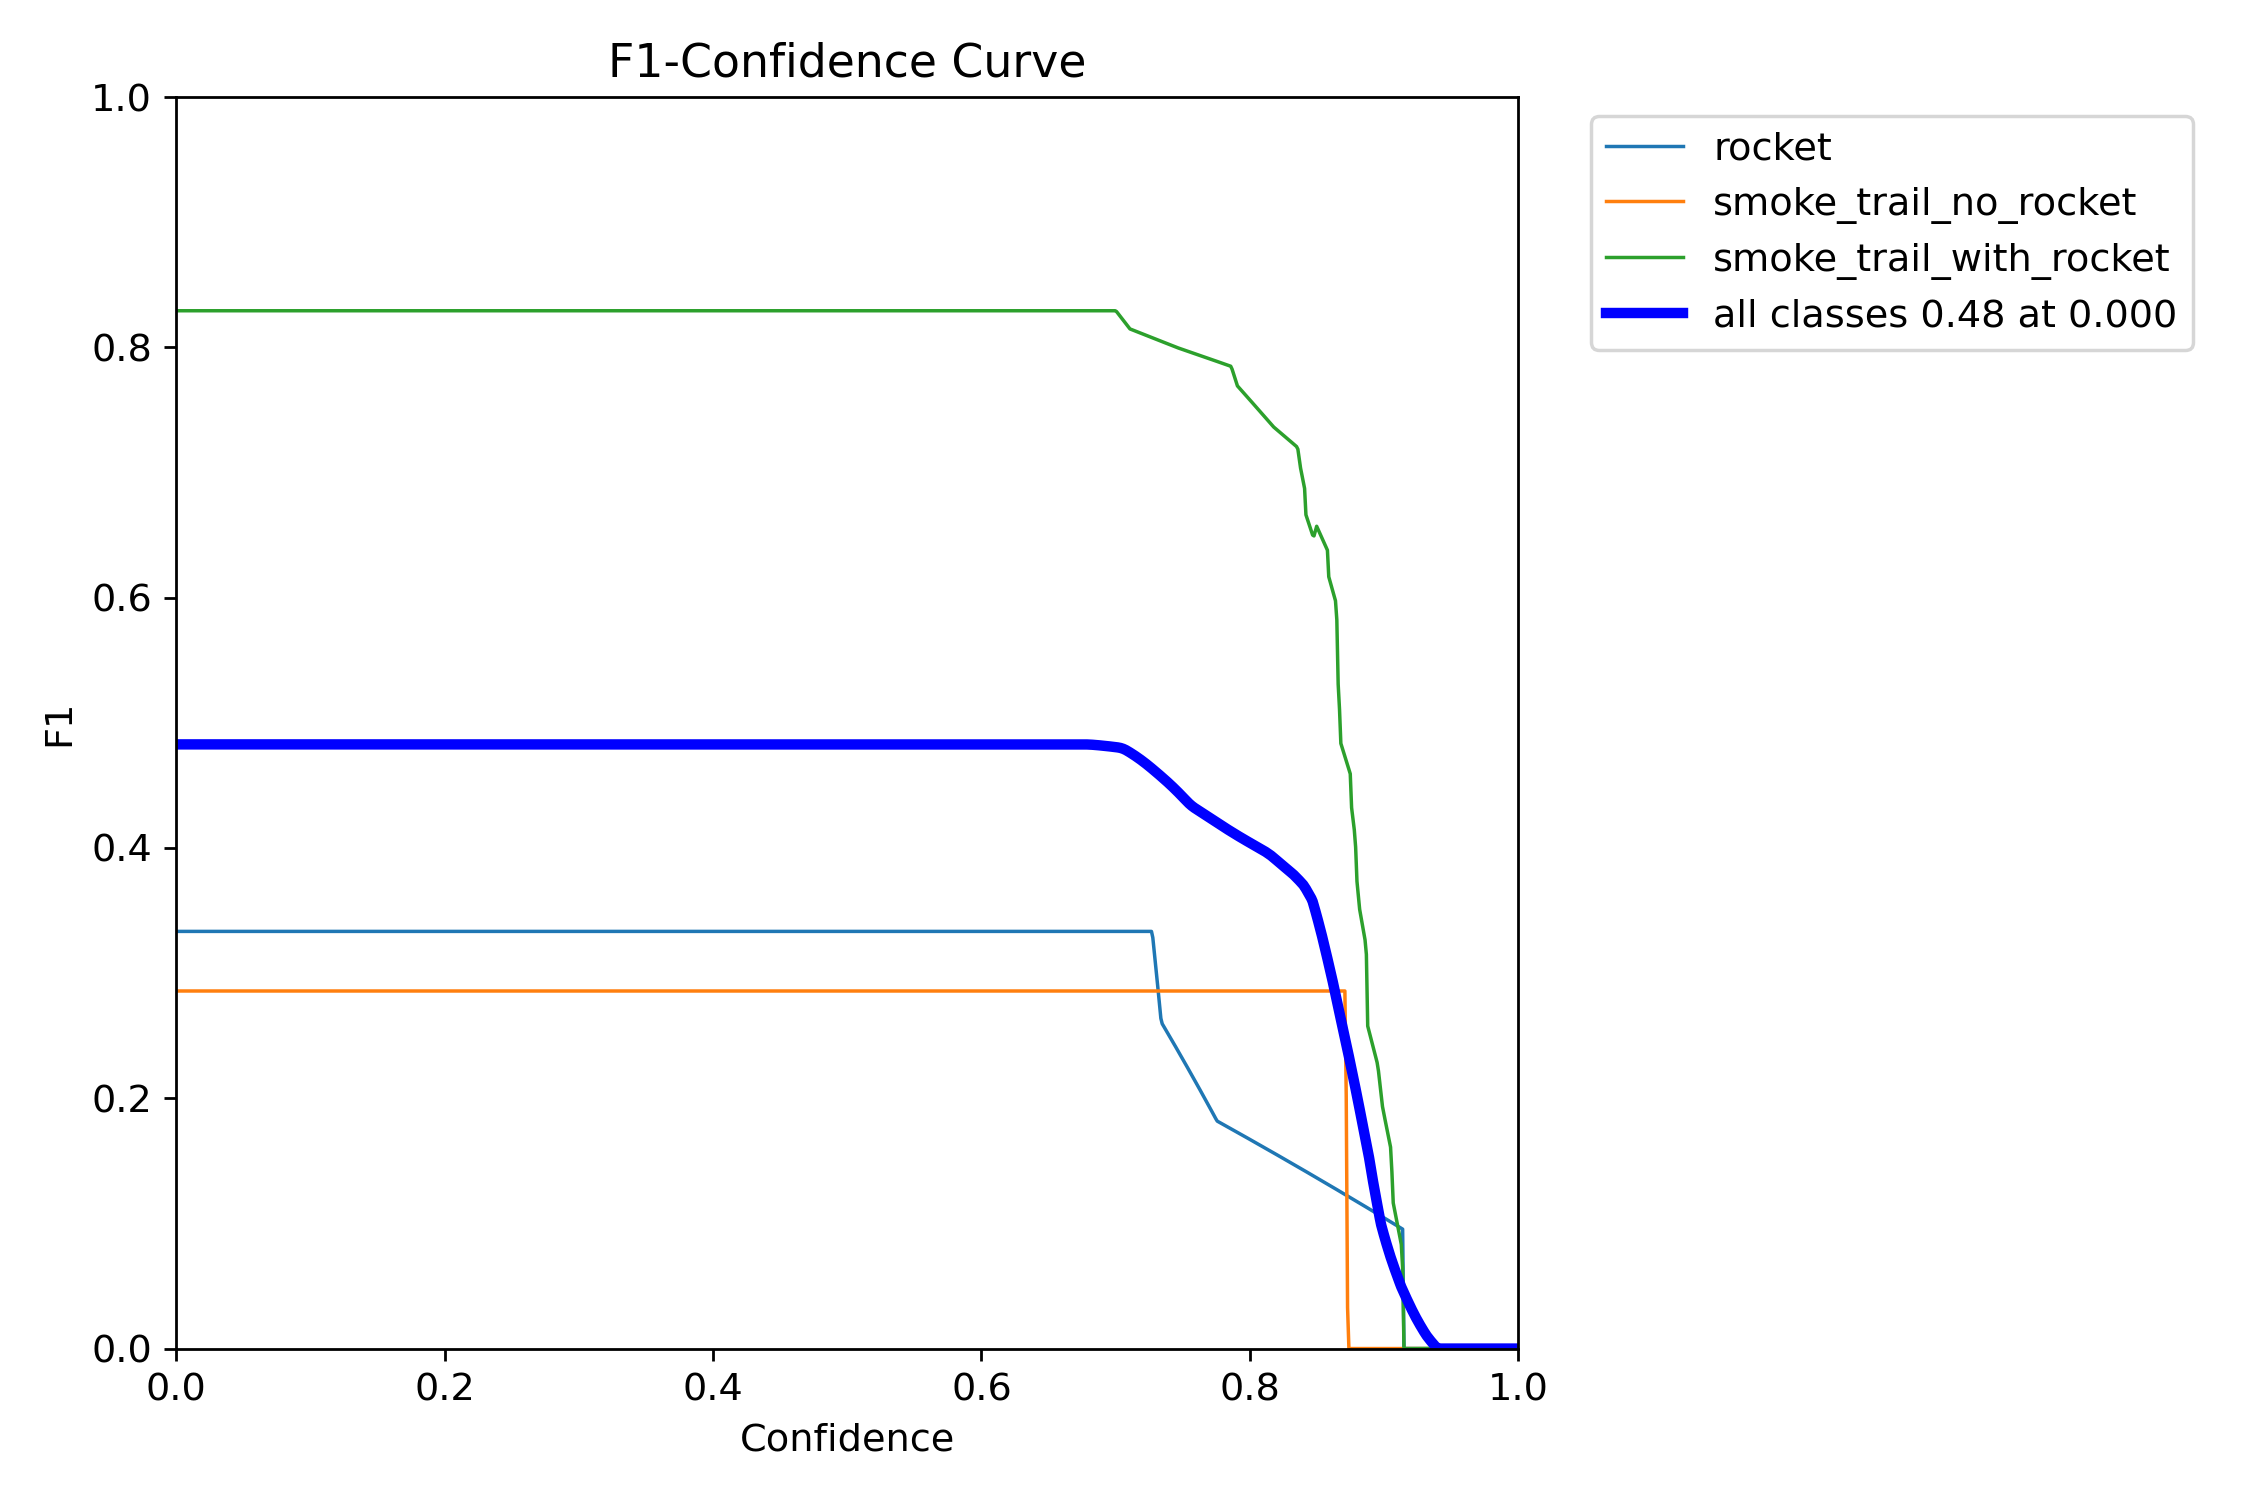 F1-Confidence Curve
1.0
0.8
0.6
0.4
0.2
0.0
F1
0.0 0.2 0.4 0.6 0.8 1.0
Confidence
rocket
smoke_trail_no_rocket
smoke_trail_with_rocket
all classes 0.48 at 0.000